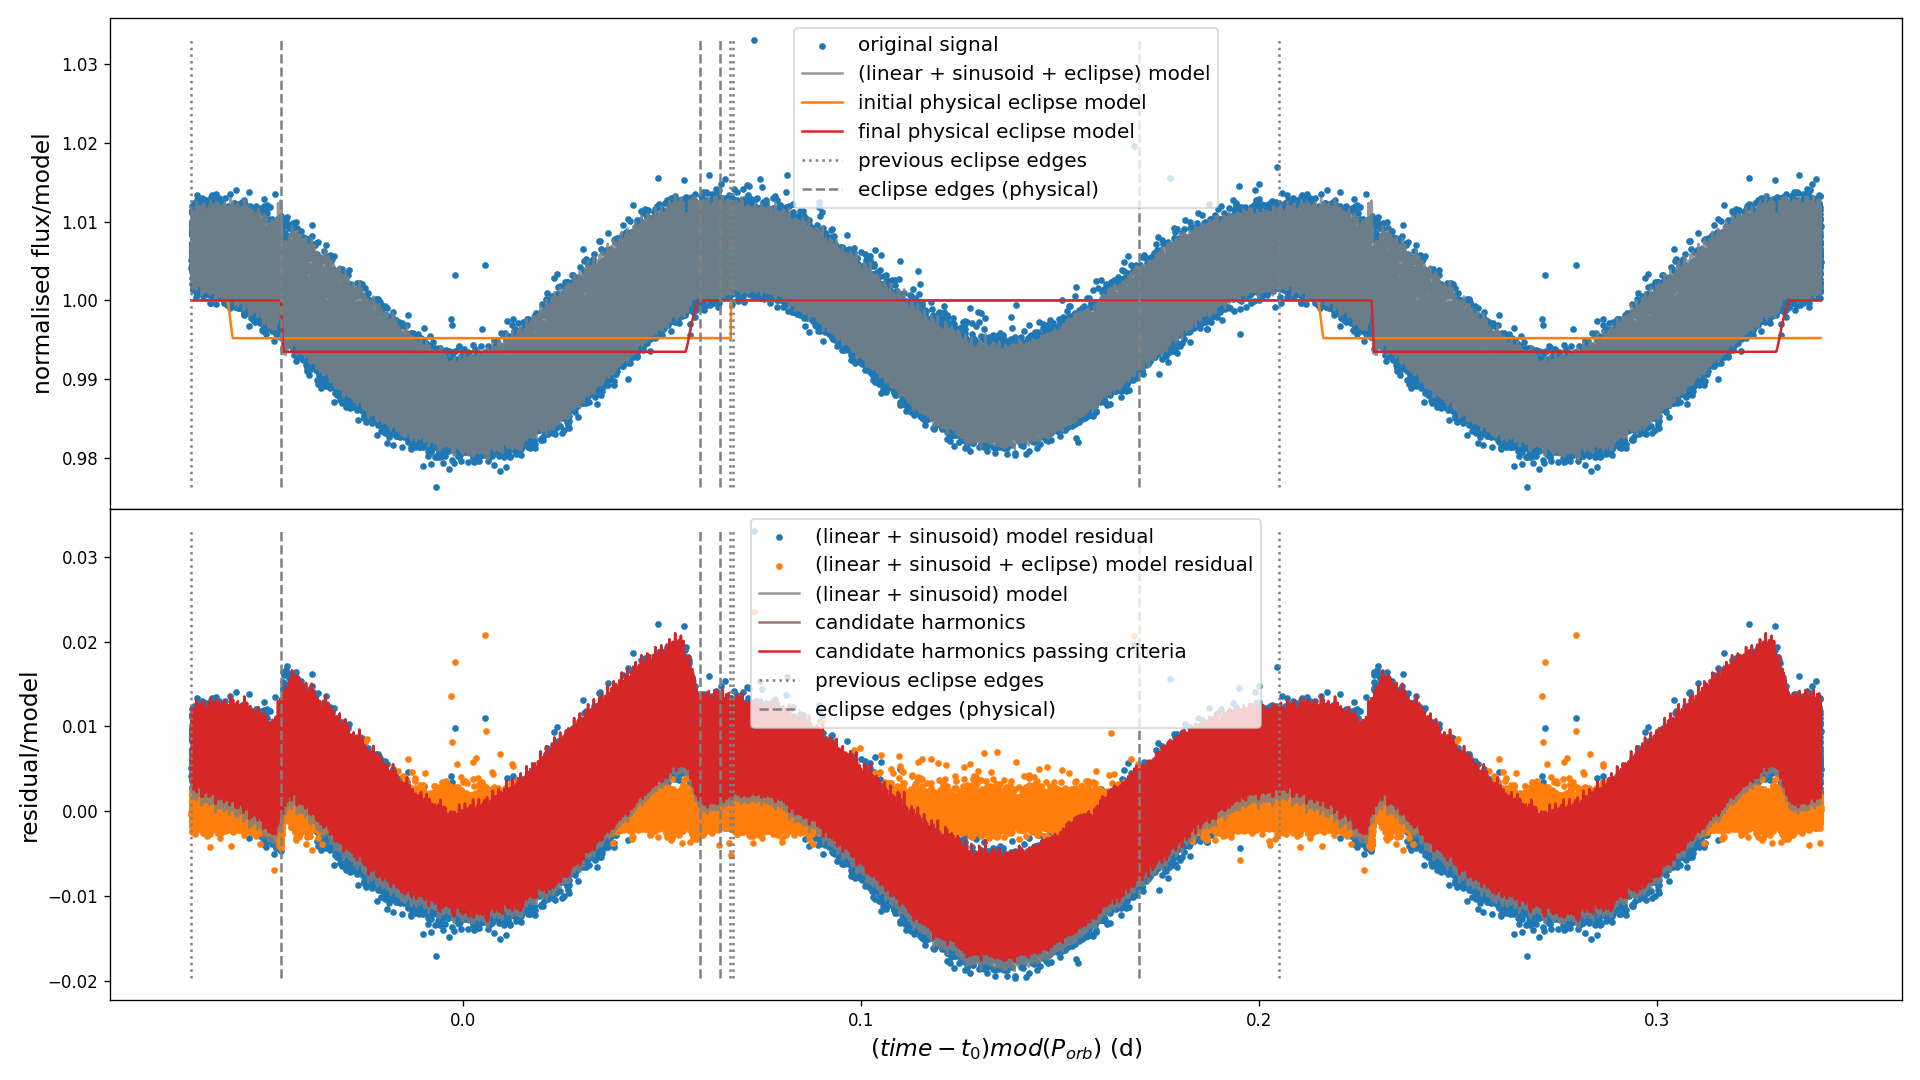 original signal
(linear + sinusoid + eclipse) model
initial physical eclipse model
final physical eclipse model
previous eclipse edges
eclipse edges (physical)
normalised flux/model
1.03
1.02
1.01
1.00
0.99
0.98
(linear + sinusoid) model residual
(linear + sinusoid + eclipse) model residual
(linear + sinusoid) model
candidate harmonics
candidate harmonics passing criteria
previous eclipse edges
eclipse edges (physical)
residual/model
0.03
0.02
0.01
0.00
−0.01
−0.02
0.0 0.1 0.2 0.3
(time − t₀)mod(Pₒᵣb) (d)